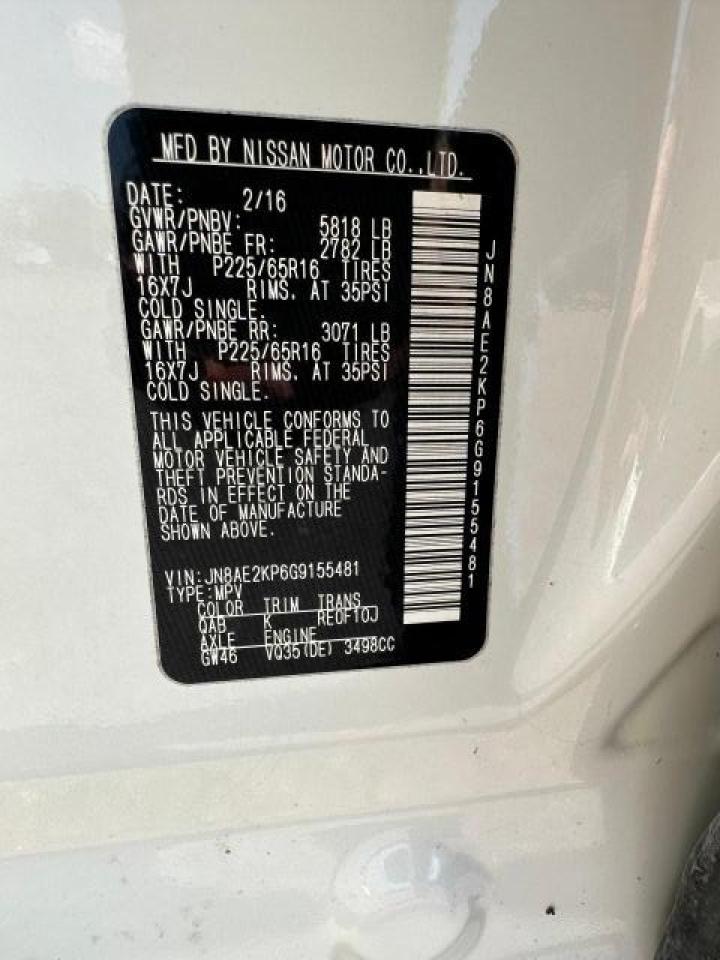 MFD BY NISSAN MOTOR CO.,LTD.
DATE: 2/16
GVWR/PNBV: 5818 LB
GAWR/PNBE FR: 2782 LB
WITH P225/65R16 TIRES
16X7J RIMS. AT 35PSI
COLD SINGLE.
GAWR/PNBE RR: 3071 LB
WITH P225/65R16 TIRES
16X7J RIMS. AT 35PSI
COLD SINGLE.
THIS VEHICLE CONFORMS TO
ALL APPLICABLE FEDERAL
MOTOR VEHICLE SAFETY AND
THEFT PREVENTION STANDA-
RDS IN EFFECT ON THE
DATE OF MANUFACTURE
SHOWN ABOVE.
VIN:JN8AE2KP6G9155481
TYPE:MPV
COLOR TRIM TRANS
QAB K RE0F10J
AXLE ENGINE
GW46 VQ35(DE) 3498CC
JN8AE2KP6G9155481